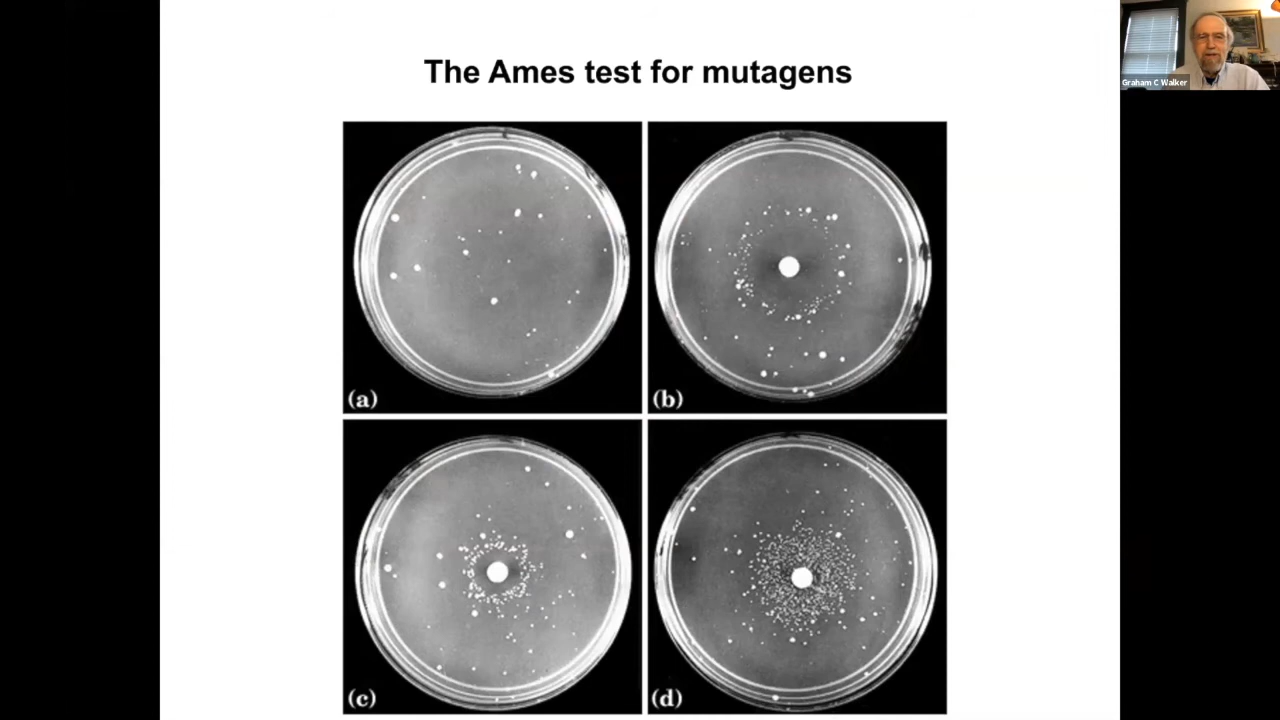 The Ames test for mutagens
Graham C Walker
(a)
(b)
(c)
(d)